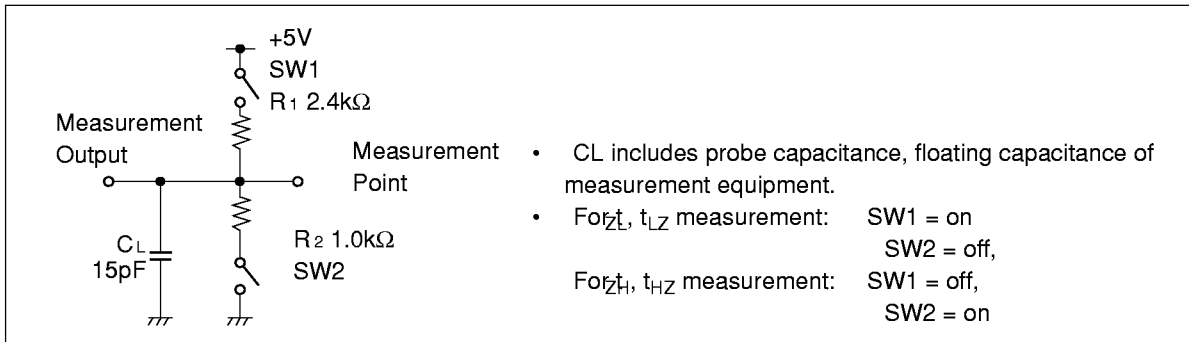 +5V
SW1
R1 2.4kΩ
Measurement
Output
Measurement
Point
CL
15pF
R2 1.0kΩ
SW2
• CL includes probe capacitance, floating capacitance of
measurement equipment.
• For tZL, tLZ measurement: SW1 = on
SW2 = off,
For tZH, tHZ measurement: SW1 = off,
SW2 = on